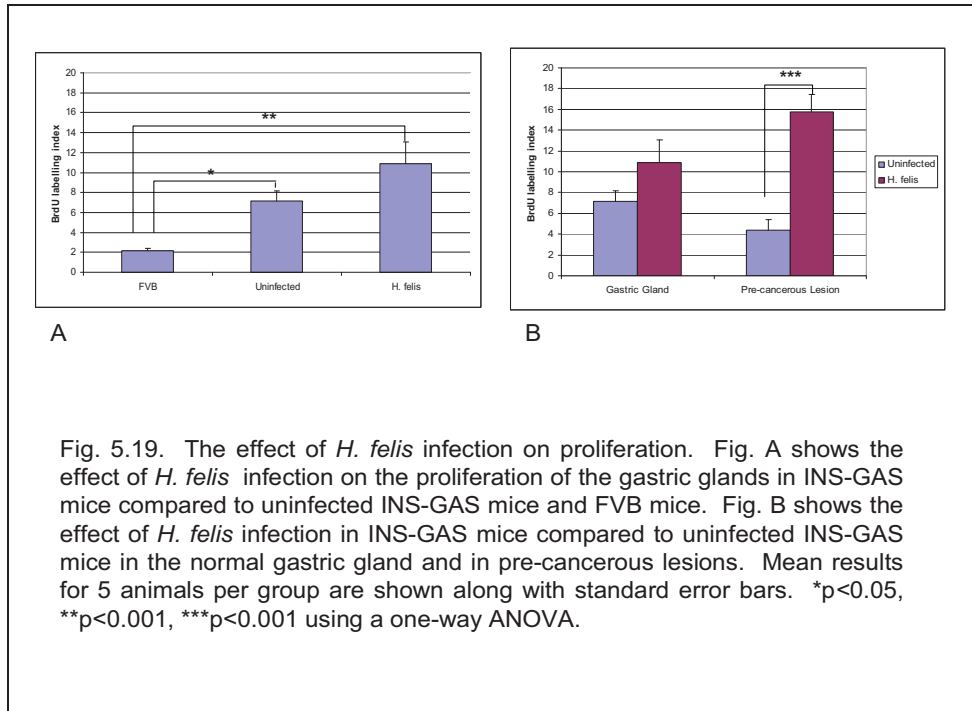 20
18
16
14
12
10
8
6
4
2
0
BrdU labelling index
**
*
FVB
Uninfected
H. felis
A
20
18
16
14
12
10
8
6
4
2
0
BrdU labelling index
***
Gastric Gland
Pre-cancerous Lesion
Uninfected
H. felis
B
Fig. 5.19. The effect of H. felis infection on proliferation. Fig. A shows the
effect of H. felis infection on the proliferation of the gastric glands in INS-GAS
mice compared to uninfected INS-GAS mice and FVB mice. Fig. B shows the
effect of H. felis infection in INS-GAS mice compared to uninfected INS-GAS
mice in the normal gastric gland and in pre-cancerous lesions. Mean results
for 5 animals per group are shown along with standard error bars. *p<0.05,
**p<0.001, ***p<0.001 using a one-way ANOVA.